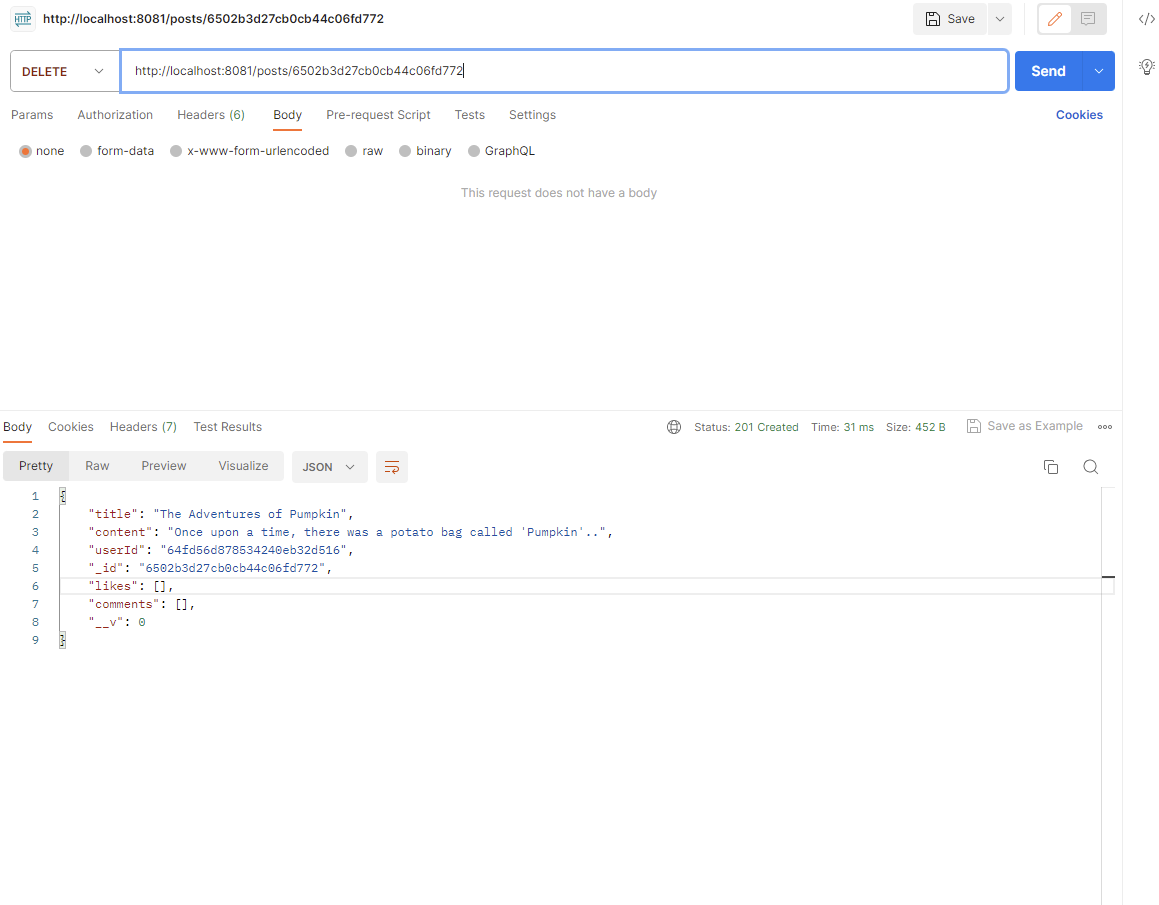 HTTP http://localhost:8081/posts/6502b3d27cb0cb44c06fd772 Save </>
DELETE http://localhost:8081/posts/6502b3d27cb0cb44c06fd772 Send
Params Authorization Headers (6) Body Pre-request Script Tests Settings Cookies
none form-data x-www-form-urlencoded raw binary GraphQL
This request does not have a body
Body Cookies Headers (7) Test Results Status: 201 Created Time: 31 ms Size: 452 B Save as Example
Pretty Raw Preview Visualize JSON
1 {
2 "title": "The Adventures of Pumpkin",
3 "content": "Once upon a time, there was a potato bag called 'Pumpkin'..",
4 "userId": "64fd56d878534240eb32d516",
5 "_id": "6502b3d27cb0cb44c06fd772",
6 "likes": [],
7 "comments": [],
8 "__v": 0
9 }